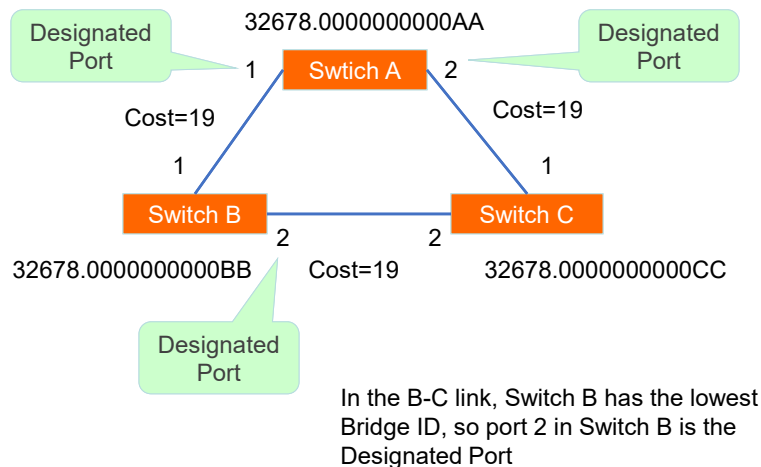 32678.0000000000AA
Designated
Port
Designated
Port
1
Swtich A
2
Cost=19
Cost=19
1
1
Switch B
Switch C
2
2
32678.0000000000BB
Cost=19
32678.0000000000CC
Designated
Port
In the B-C link, Switch B has the lowest
Bridge ID, so port 2 in Switch B is the
Designated Port